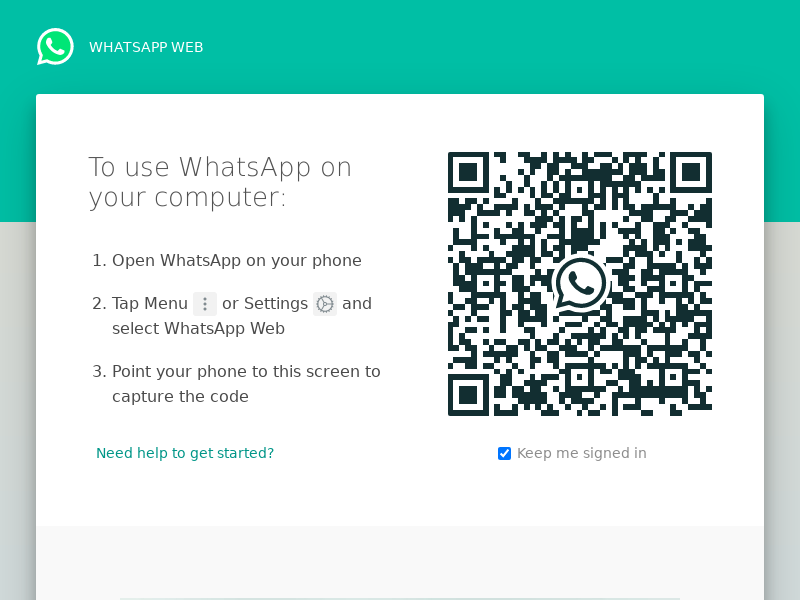 WHATSAPP WEB
To use WhatsApp on
your computer:
1. Open WhatsApp on your phone
2. Tap Menu or Settings and
select WhatsApp Web
3. Point your phone to this screen to
capture the code
Need help to get started?
Keep me signed in